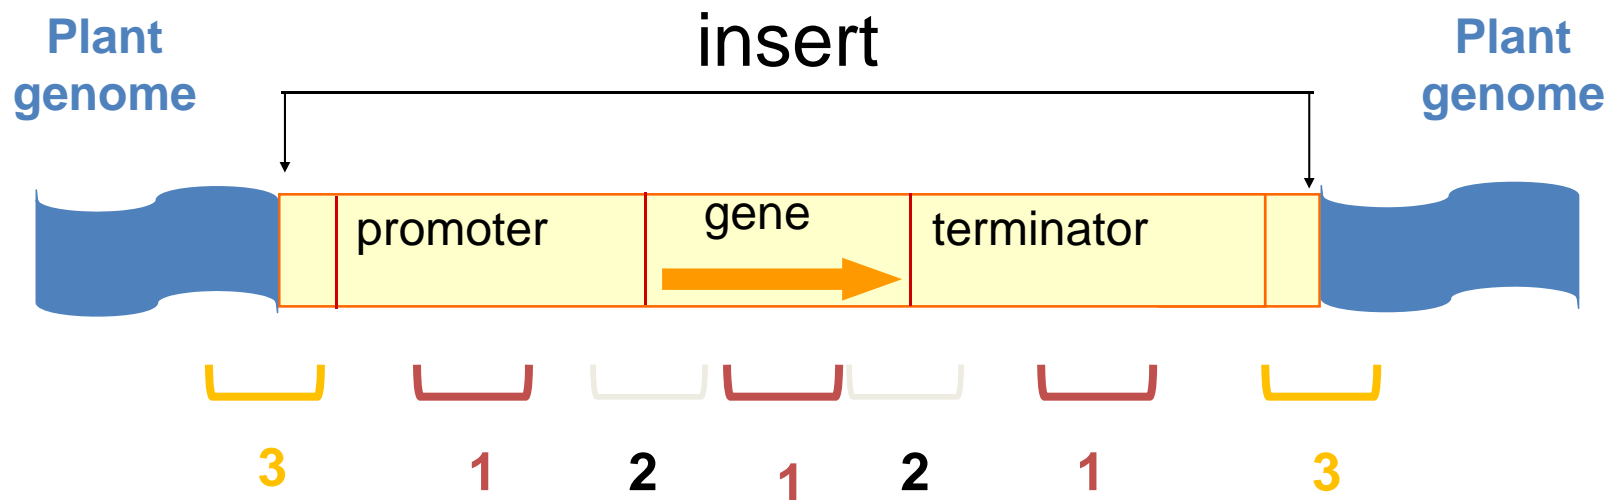 Plant
genome
insert
Plant
genome
promoter
gene
terminator
3
1
2
1
2
1
3